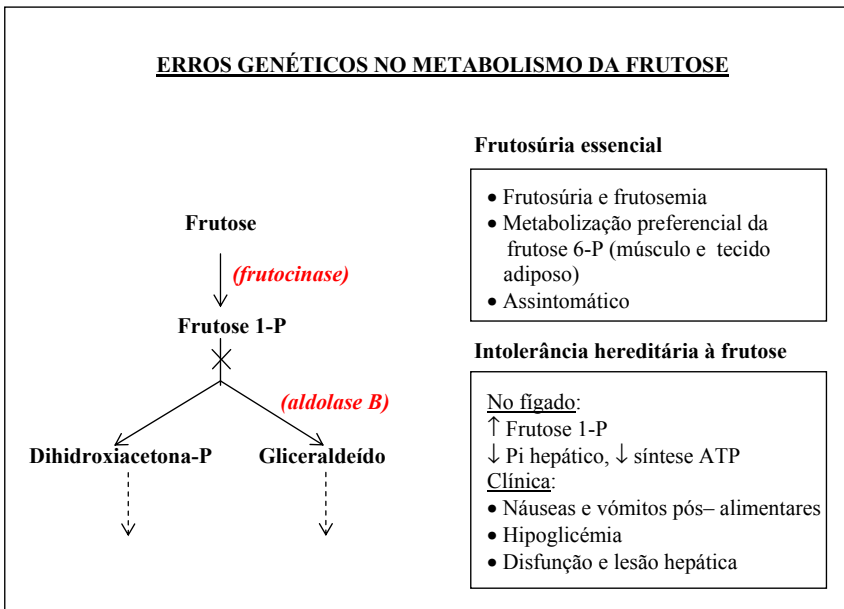 ERROS GENÉTICOS NO METABOLISMO DA FRUTOSE
Frutose
(frutocinase)
Frutose 1-P
(aldolase B)
Dihidroxiacetona-P Gliceraldeído
Frutosúria essencial
• Frutosúria e frutosemia
• Metabolização preferencial da
frutose 6-P (músculo e tecido
adiposo)
• Assintomático
Intolerância hereditária à frutose
No fígado:
↑ Frutose 1-P
↓ Pi hepático, ↓ síntese ATP
Clínica:
• Náuseas e vómitos pós– alimentares
• Hipoglicémia
• Disfunção e lesão hepática